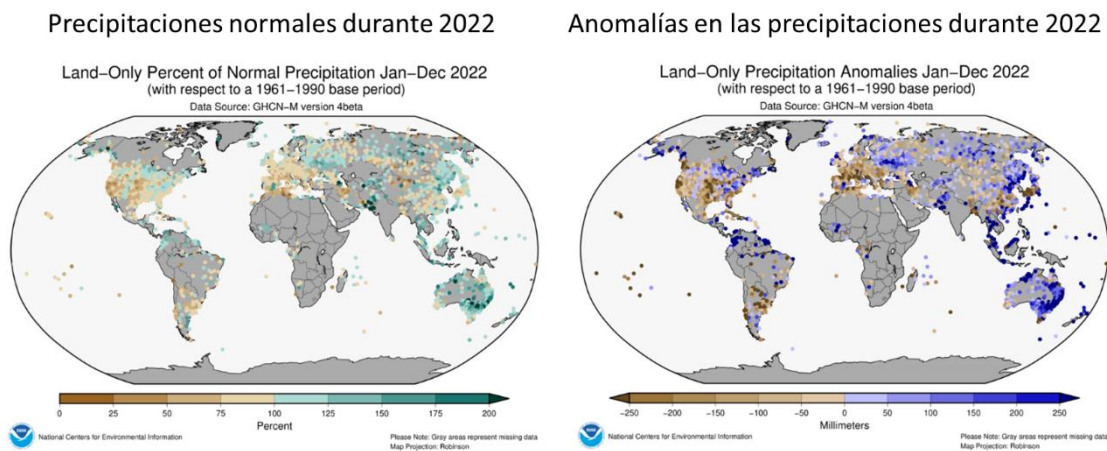 Precipitaciones normales durante 2022
Land–Only Percent of Normal Precipitation Jan–Dec 2022
(with respect to a 1961–1990 base period)
Data Source: GHCN–M version 4beta
0 25 50 75 100 125 150 175 200
Percent
National Centers for Environmental Information
Please Note: Gray areas represent missing data
Map Projection: Robinson
Anomalías en las precipitaciones durante 2022
Land–Only Precipitation Anomalies Jan–Dec 2022
(with respect to a 1961–1990 base period)
Data Source: GHCN–M version 4beta
−250 −200 −150 −100 −50 0 50 100 150 200 250
Millimeters
National Centers for Environmental Information
Please Note: Gray areas represent missing data
Map Projection: Robinson